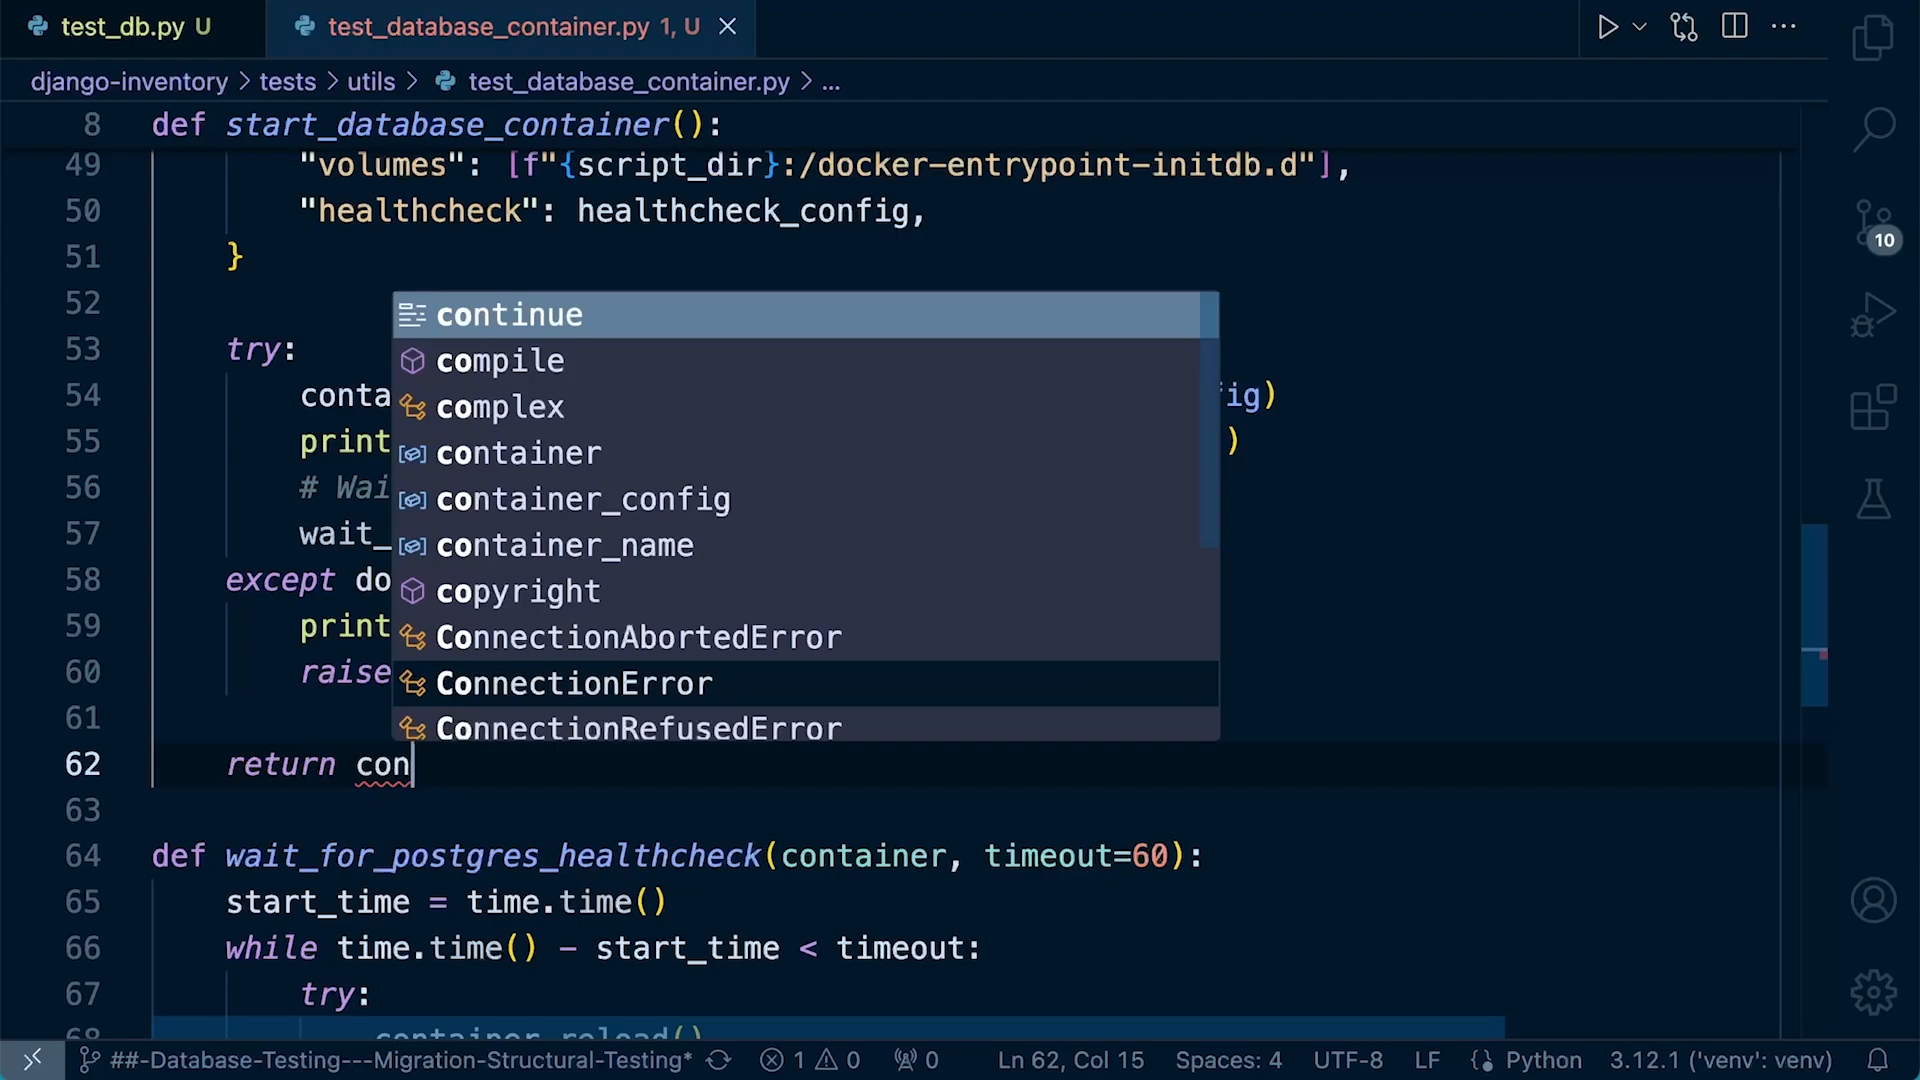 test_db.py U
test_database_container.py 1, U
django-inventory > tests > utils > test_database_container.py > ...
8 def start_database_container():
49 "volumes": [f"{script_dir}:/docker-entrypoint-initdb.d"],
50 "healthcheck": healthcheck_config,
51 }
52
53 try:
54 conta ig)
55 print )
56 # Wai
57 wait_
58 except do
59 print
60 raise
61
62 return con
63
64 def wait_for_postgres_healthcheck(container, timeout=60):
65 start_time = time.time()
66 while time.time() - start_time < timeout:
67 try:
68 container.reload()
continue
compile
complex
container
container_config
container_name
copyright
ConnectionAbortedError
ConnectionError
ConnectionRefusedError
10
##-Database-Testing---Migration-Structural-Testing* 1 0 0 Ln 62, Col 15 Spaces: 4 UTF-8 LF Python 3.12.1 ('venv': venv)